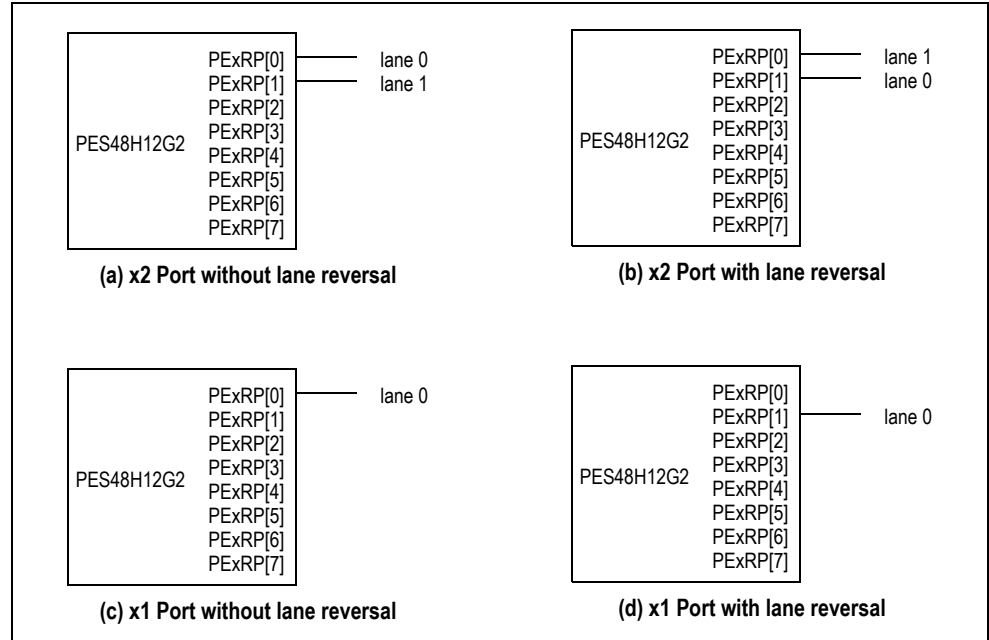 PES48H12G2
PExRP[0]
PExRP[1]
PExRP[2]
PExRP[3]
PExRP[4]
PExRP[5]
PExRP[6]
PExRP[7]
lane 0
lane 1
(a) x2 Port without lane reversal
PES48H12G2
PExRP[0]
PExRP[1]
PExRP[2]
PExRP[3]
PExRP[4]
PExRP[5]
PExRP[6]
PExRP[7]
lane 1
lane 0
(b) x2 Port with lane reversal
PES48H12G2
PExRP[0]
PExRP[1]
PExRP[2]
PExRP[3]
PExRP[4]
PExRP[5]
PExRP[6]
PExRP[7]
lane 0
(c) x1 Port without lane reversal
PES48H12G2
PExRP[0]
PExRP[1]
PExRP[2]
PExRP[3]
PExRP[4]
PExRP[5]
PExRP[6]
PExRP[7]
lane 0
(d) x1 Port with lane reversal